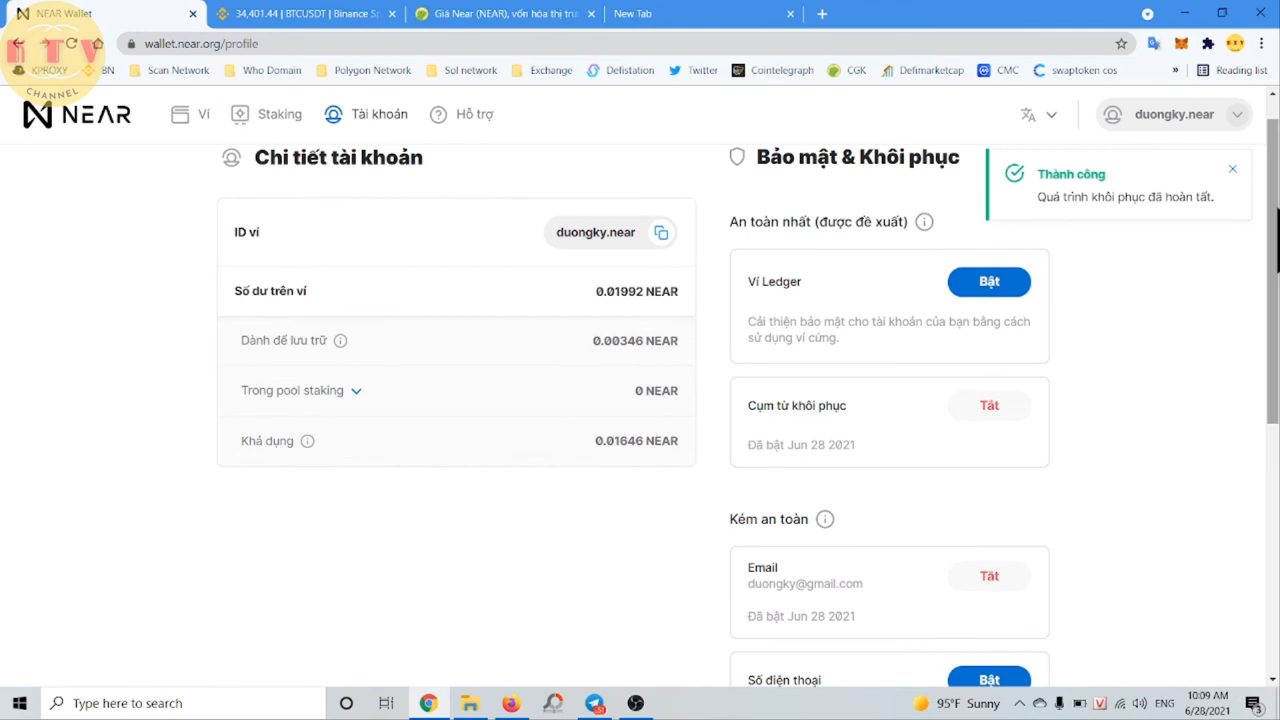 NEAR Wallet
34,401.44 | BTCUSDT | Binance Sp
Giá Near (NEAR), vốn hóa thị trư
New Tab
wallet.near.org/profile
KPROXY
BN
Scan Network
Who Domain
Polygon Network
Sol network
Exchange
Defistation
Twitter
Cointelegraph
CGK
Defimarketcap
CMC
swaptoken cos
»
Reading list
nTV
CHANNEL
NEAR
Ví
Staking
Tài khoản
Hỗ trợ
duongky.near
Chi tiết tài khoản
ID ví
duongky.near
Số dư trên ví
0.01992 NEAR
Dành để lưu trữ
0.00346 NEAR
Trong pool staking
0 NEAR
Khả dụng
0.01646 NEAR
Bảo mật & Khôi phục
Thành công
Quá trình khôi phục đã hoàn tất.
An toàn nhất (được đề xuất)
Ví Ledger
Bật
Cải thiện bảo mật cho tài khoản của bạn bằng cách
sử dụng ví cứng.
Cụm từ khôi phục
Tắt
Đã bật Jun 28 2021
Kém an toàn
Email
duongky@gmail.com
Tắt
Đã bật Jun 28 2021
Số điện thoại
Bật
Type here to search
95°F Sunny
ENG
10:09 AM
6/28/2021